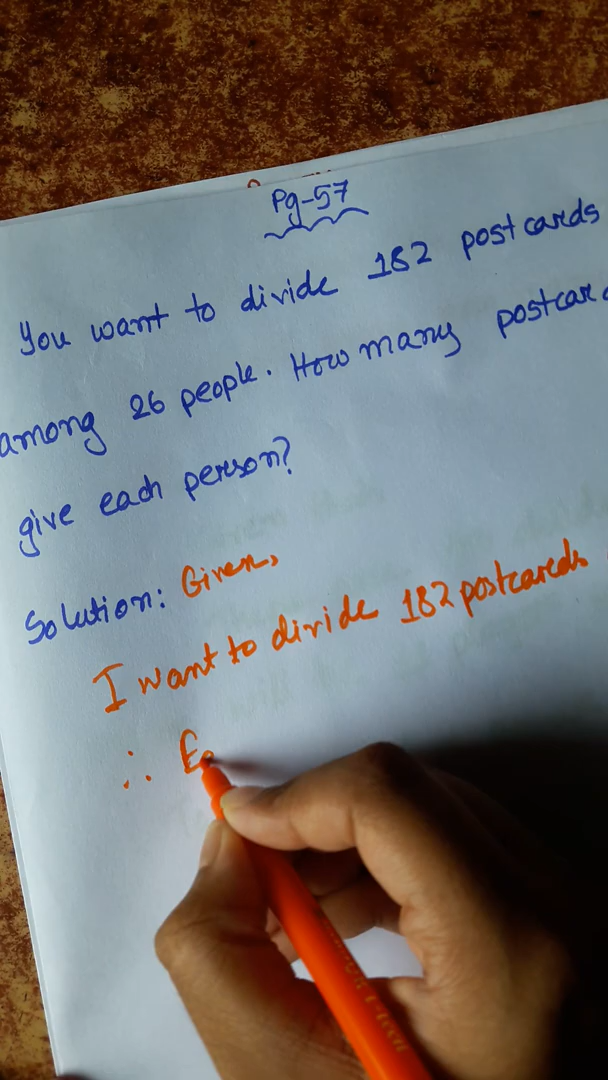 Pg-57
You want to divide 182 postcards
among 26 people. How many
give each person?
Solution: Given,
I want to divide 182 postcards
∴